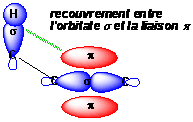 H
σ
recouvrement entre
l'orbitale σ et la liaison π
π
C σ C
π